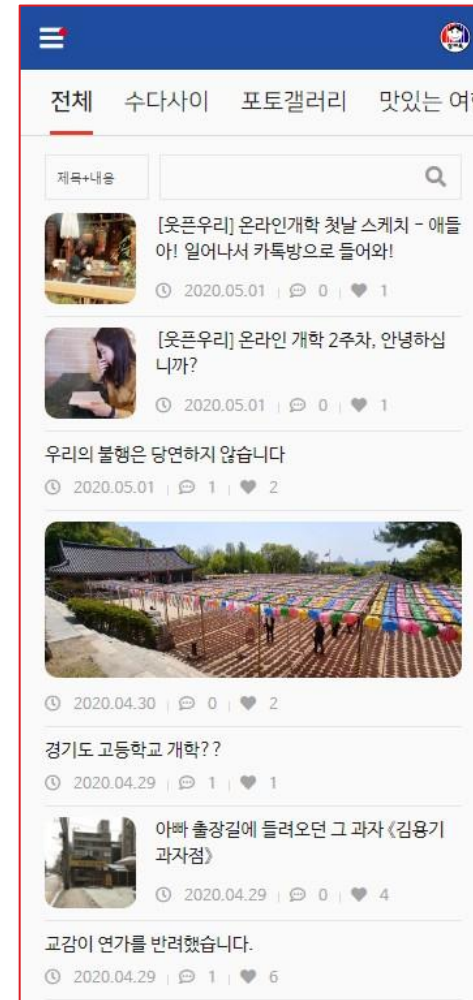 전체 수다사이 포토갤러리 맛있는 여
제목+내용
[웃픈우리] 온라인개학 첫날 스케치 - 애들
아! 일어나서 카톡방으로 들어와!
2020.05.01 0 1
[웃픈우리] 온라인 개학 2주차, 안녕하십
니까?
2020.05.01 0 1
우리의 불행은 당연하지 않습니다
2020.05.01 1 2
2020.04.30 0 2
경기도 고등학교 개학??
2020.04.29 1 1
아빠 출장길에 들려오던 그 과자 《김용기
과자점》
2020.04.29 0 4
교감이 연가를 반려했습니다.
2020.04.29 1 6